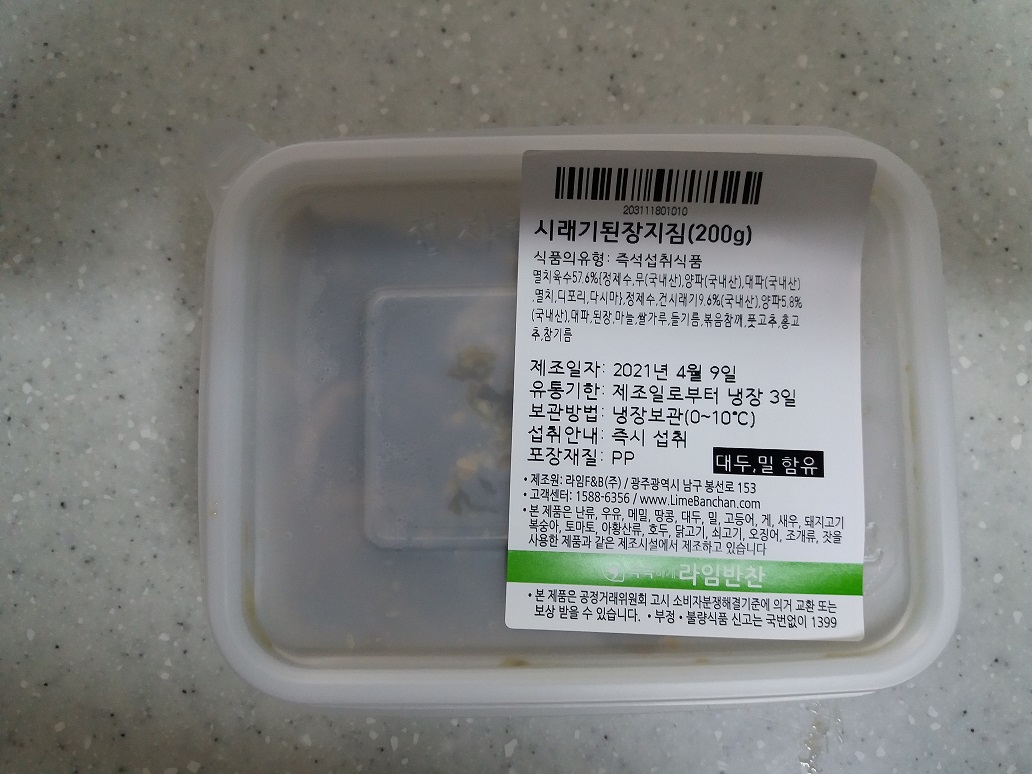 203111801010
시래기된장지짐(200g)
식품의유형: 즉석섭취식품
멸치육수57.6%{정제수,무(국내산),양파(국내산),대파(국내산)
,멸치,디포리,다시마},정제수,건시래기9.6%(국내산),양파5.8%
(국내산),대파,된장,마늘,쌀가루,들기름,볶음참깨,풋고추,홍고
추,참기름
제조일자: 2021년 4월 9일
유통기한: 제조일로부터 냉장 3일
보관방법: 냉장보관(0~10℃)
섭취안내: 즉시 섭취
포장재질: PP
대두,밀 함유
• 제조원: 라임F&B(주) / 광주광역시 남구 봉선로 153
• 고객센터: 1588-6356 / www.LimeBanchan.com
• 본 제품은 난류, 우유, 메밀, 땅콩, 대두, 밀, 고등어, 게, 새우, 돼지고기
복숭아, 토마토, 아황산류, 호두, 닭고기, 쇠고기, 오징어, 조개류, 잣을
사용한 제품과 같은 제조시설에서 제조하고 있습니다
라임반찬
• 본 제품은 공정거래위원회 고시 소비자분쟁해결기준에 의거 교환 또는
보상 받을 수 있습니다. • 부정 • 불량식품 신고는 국번없이 1399